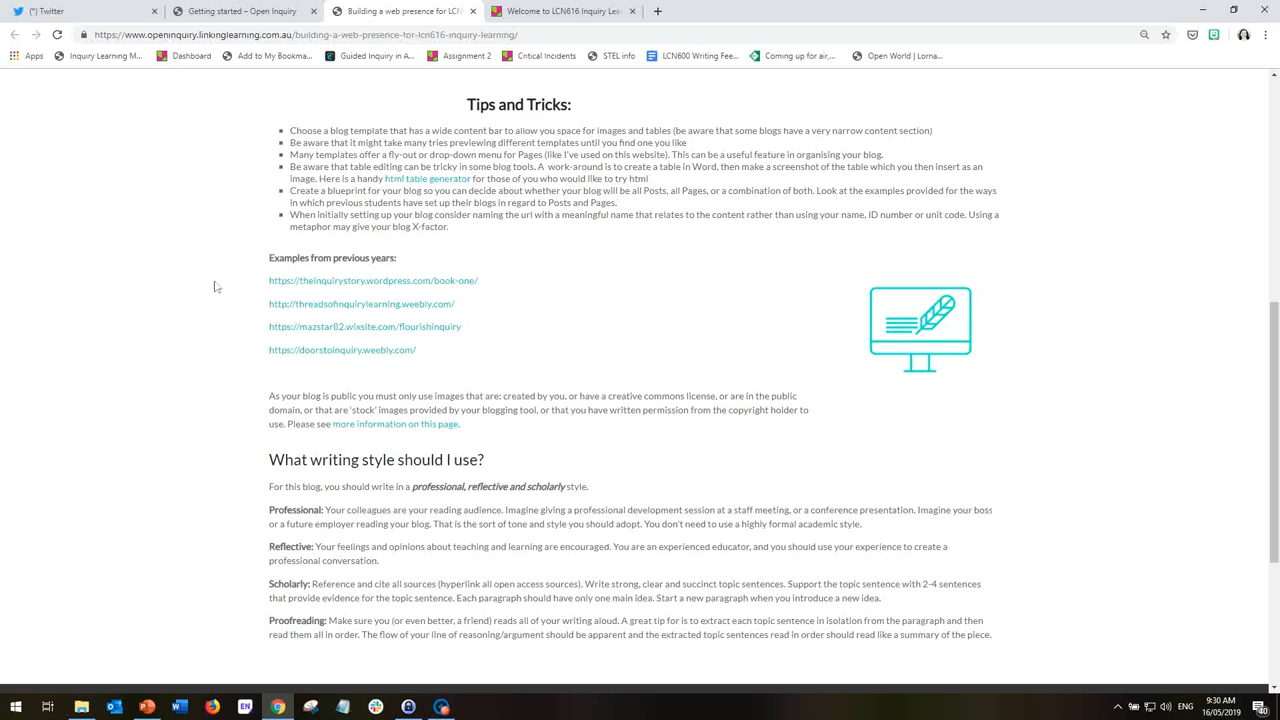 (*) Twitter
Getting started – Open Inquiry
Building a web presence for LCN
Welcome to LCN616 Inquiry Lea
https://www.openinquiry.linkinglearning.com.au/building-a-web-presence-for-lcn616-inquiry-learning/
Apps
Inquiry Learning M...
Dashboard
Add to My Bookma...
Guided Inquiry in A...
Assignment 2
Critical Incidents
STEL info
LCN600 Writing Fee...
Coming up for air,...
Open World | Lorna...
Tips and Tricks:
Choose a blog template that has a wide content bar to allow you space for images and tables (be aware that some blogs have a very narrow content section)
Be aware that it might take many tries previewing different templates until you find one you like
Many templates offer a fly-out or drop-down menu for Pages (like I've used on this website). This can be a useful feature in organising your blog.
Be aware that table editing can be tricky in some blog tools. A work-around is to create a table in Word, then make a screenshot of the table which you then insert as an
image. Here is a handy html table generator for those of you who would like to try html
Create a blueprint for your blog so you can decide about whether your blog will be all Posts, all Pages, or a combination of both. Look at the examples provided for the ways
in which previous students have set up their blogs in regard to Posts and Pages.
When initially setting up your blog consider naming the url with a meaningful name that relates to the content rather than using your name, ID number or unit code. Using a
metaphor may give your blog X-factor.
Examples from previous years:
https://theinquirystory.wordpress.com/book-one/
http://threadsofinquirylearning.weebly.com/
https://mazstar82.wixsite.com/flourishinquiry
https://doorstoinquiry.weebly.com/
As your blog is public you must only use images that are: created by you, or have a creative commons license, or are in the public
domain, or that are 'stock' images provided by your blogging tool, or that you have written permission from the copyright holder to
use. Please see more information on this page.
What writing style should I use?
For this blog, you should write in a professional, reflective and scholarly style.
Professional: Your colleagues are your reading audience. Imagine giving a professional development session at a staff meeting, or a conference presentation. Imagine your boss
or a future employer reading your blog. That is the sort of tone and style you should adopt. You don't need to use a highly formal academic style.
Reflective: Your feelings and opinions about teaching and learning are encouraged. You are an experienced educator, and you should use your experience to create a
professional conversation.
Scholarly: Reference and cite all sources (hyperlink all open access sources). Write strong, clear and succinct topic sentences. Support the topic sentence with 2-4 sentences
that provide evidence for the topic sentence. Each paragraph should have only one main idea. Start a new paragraph when you introduce a new idea.
Proofreading: Make sure you (or even better, a friend) reads all of your writing aloud. A great tip for is to extract each topic sentence in isolation from the paragraph and then
read them all in order. The flow of your line of reasoning/argument should be apparent and the extracted topic sentences read in order should read like a summary of the piece.
EN
ENG
9:30 AM
16/05/2019
40